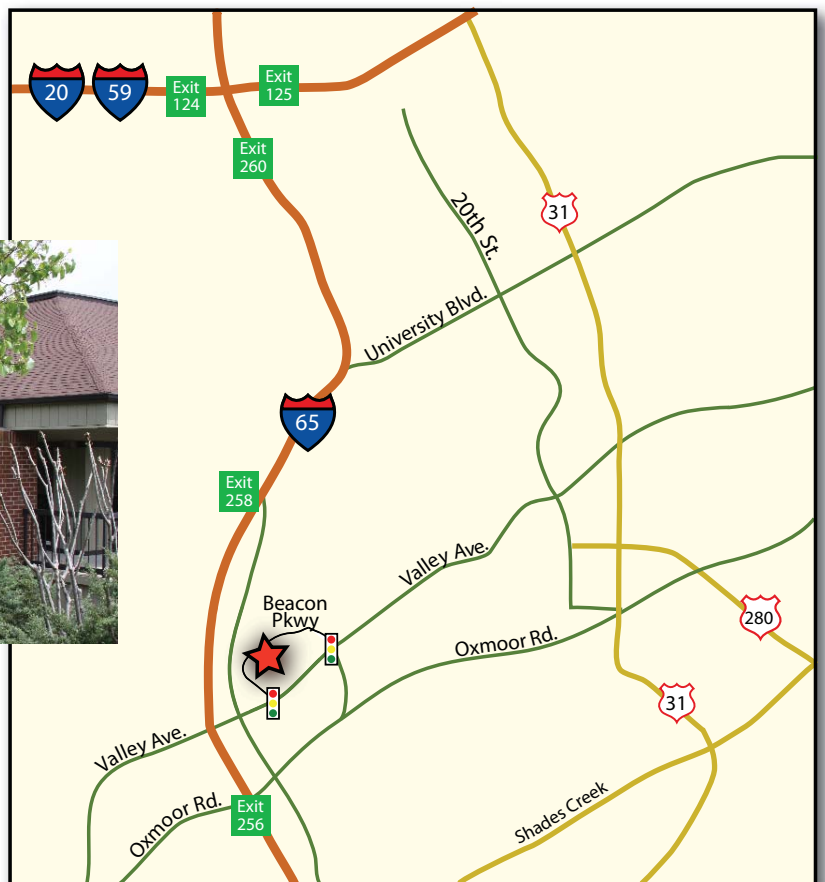 20
59
Exit
124
Exit
125
Exit
260
31
20th St.
University Blvd.
65
Exit
258
Valley Ave.
Beacon
Pkwy
280
Oxmoor Rd.
31
Valley Ave.
Oxmoor Rd.
Exit
256
Shades Creek